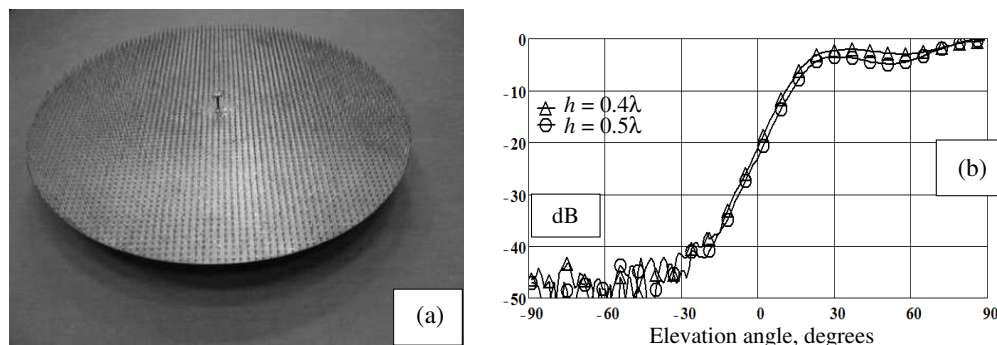 (a)
0
-10
-20
-30
-40
-50
h = 0.4λ
h = 0.5λ
dB
(b)
-90 -60 -30 0 30 60 90
Elevation angle, degrees